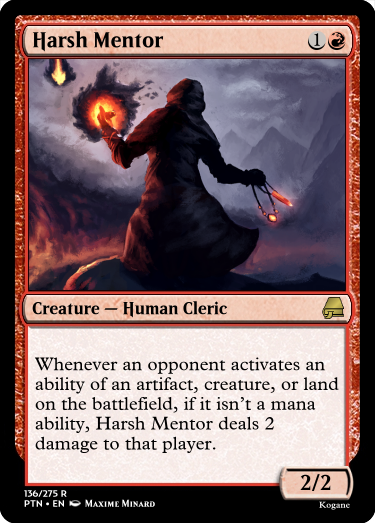 Harsh Mentor 1
Creature — Human Cleric
Whenever an opponent activates an
ability of an artifact, creature, or land
on the battlefield, if it isn't a mana
ability, Harsh Mentor deals 2
damage to that player.
2/2
136/275 R
PTN • EN Maxime Minard
Kogane